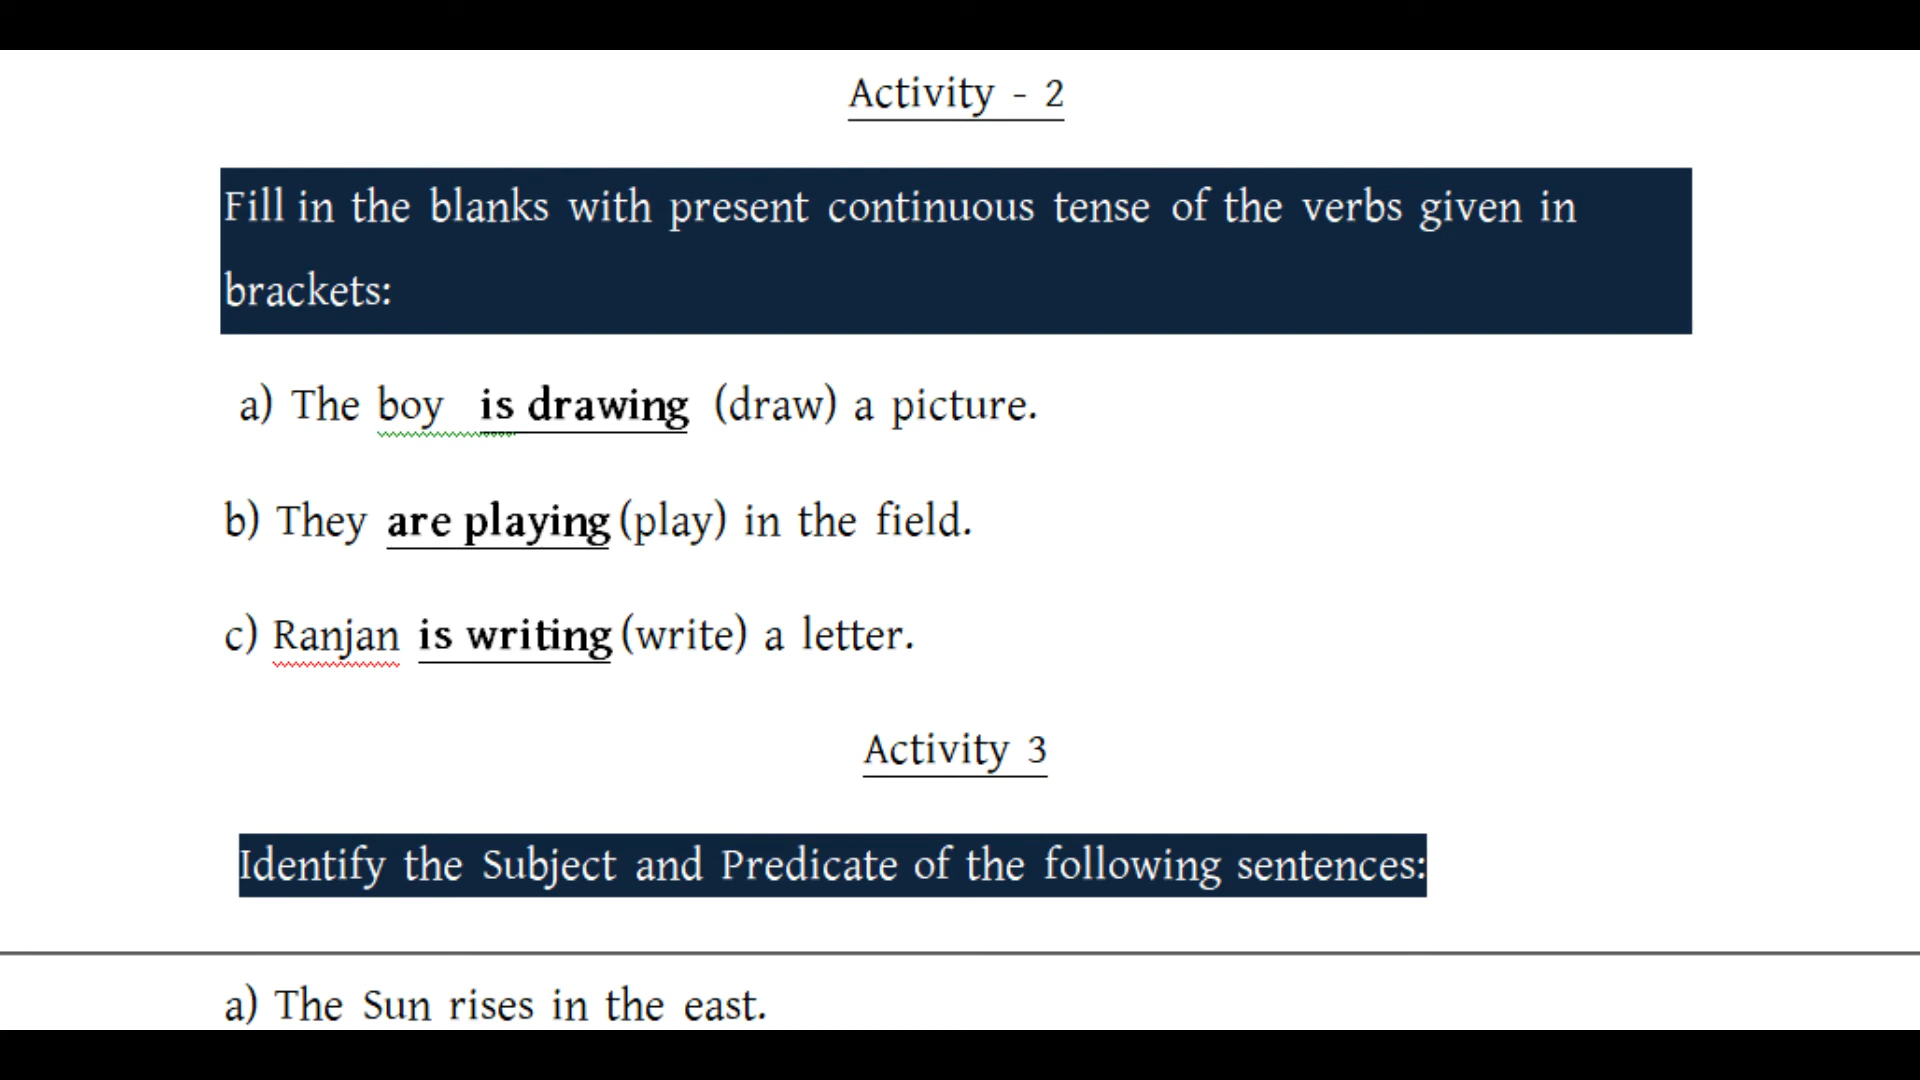 Activity - 2
Fill in the blanks with present continuous tense of the verbs given in
brackets:
a) The boy is drawing (draw) a picture.
b) They are playing (play) in the field.
c) Ranjan is writing (write) a letter.
Activity 3
Identify the Subject and Predicate of the following sentences:
a) The Sun rises in the east.